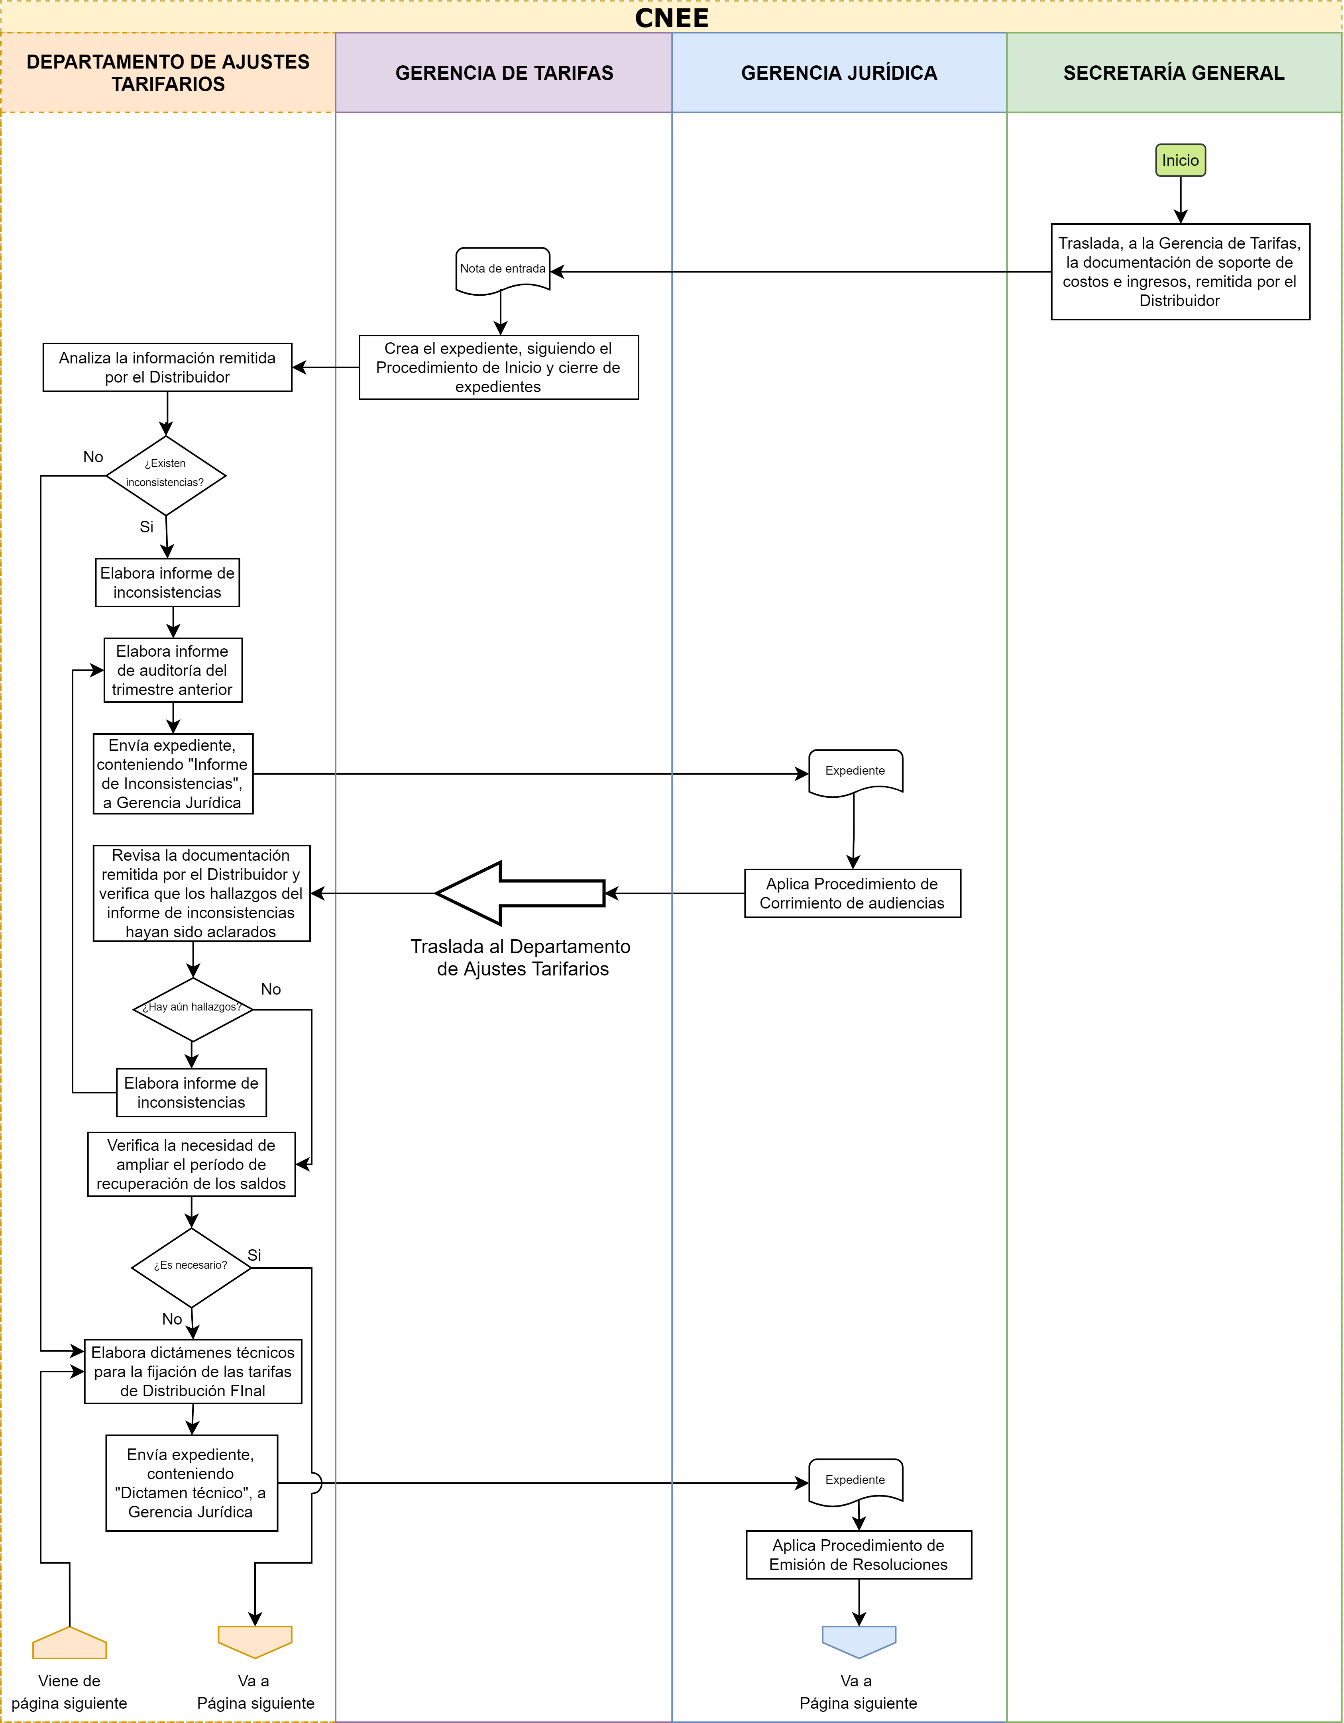 CNEE
DEPARTAMENTO DE AJUSTES
TARIFARIOS
GERENCIA DE TARIFAS
GERENCIA JURÍDICA
SECRETARÍA GENERAL
Inicio
Traslada, a la Gerencia de Tarifas,
la documentación de soporte de
costos e ingresos, remitida por el
Distribuidor
Nota de entrada
Crea el expediente, siguiendo el
Procedimiento de Inicio y cierre de
expedientes
Analiza la información remitida
por el Distribuidor
¿Existen
inconsistencias?
No
Si
Elabora informe de
inconsistencias
Elabora informe
de auditoría del
trimestre anterior
Envía expediente,
conteniendo "Informe
de Inconsistencias",
a Gerencia Jurídica
Expediente
Aplica Procedimiento de
Corrimiento de audiencias
Traslada al Departamento
de Ajustes Tarifarios
Revisa la documentación
remitida por el Distribuidor y
verifica que los hallazgos del
informe de inconsistencias
hayan sido aclarados
¿Hay aún hallazgos?
No
Elabora informe de
inconsistencias
Verifica la necesidad de
ampliar el período de
recuperación de los saldos
¿Es necesario?
Si
No
Elabora dictámenes técnicos
para la fijación de las tarifas
de Distribución FInal
Envía expediente,
conteniendo
"Dictamen técnico", a
Gerencia Jurídica
Expediente
Aplica Procedimiento de
Emisión de Resoluciones
Viene de
página siguiente
Va a
Página siguiente
Va a
Página siguiente